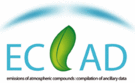 ECCAD
emissions of atmospheric compounds & compilation of ancillary data